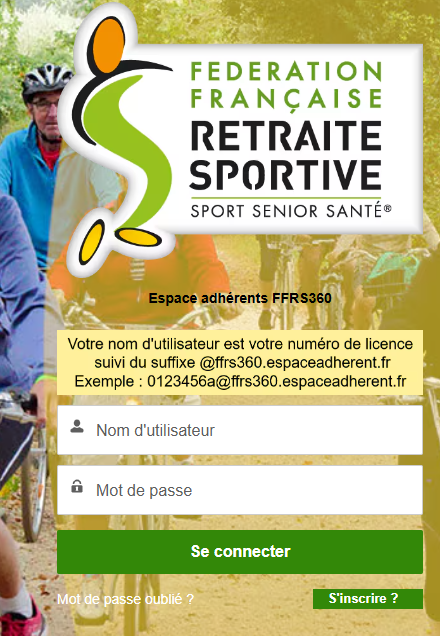 FEDERATION
FRANÇAISE
RETRAITE
SPORTIVE
SPORT SENIOR SANTÉ®
Espace adhérents FFRS360
Votre nom d'utilisateur est votre numéro de licence
suivi du suffixe @ffrs360.espaceadherent.fr
Exemple : 0123456a@ffrs360.espaceadherent.fr
Nom d'utilisateur
Mot de passe
Se connecter
Mot de passe oublié ?
S'inscrire ?